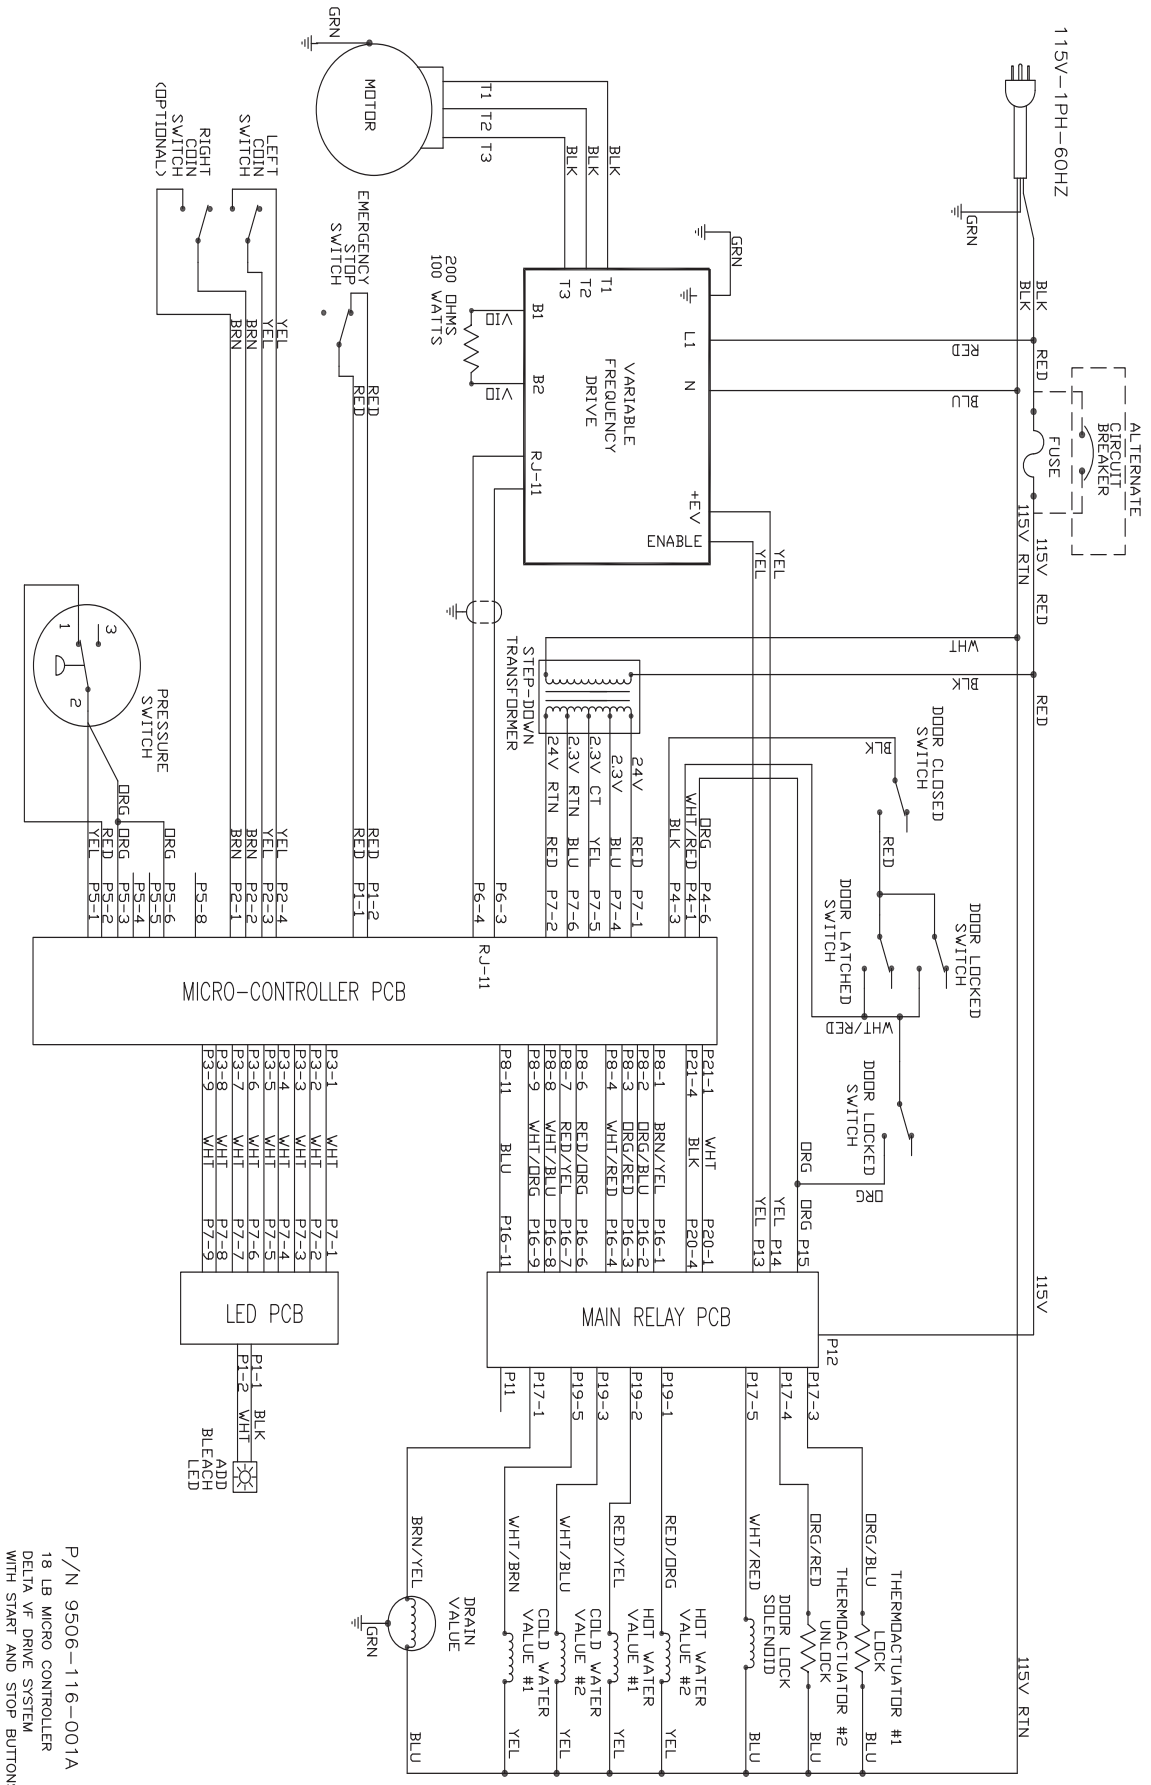 115V-1PH-60HZ
GRN
BLK
BLK
RED
BLU
RED
ALTERNATE
CIRCUIT
BREAKER
FUSE
115V
115V RTN
RED
WHT
BLK
RED
115V
115V RTN
GRN
MOTOR
T1
T2
T3
BLK
BLK
BLK
GRN
T1
T2
T3
L1
N
VARIABLE
FREQUENCY
DRIVE
+EV
ENABLE
B1
B2
RJ-11
VIO
VIO
200 OHMS
100 WATTS
YEL
YEL
STEP-DOWN
TRANSFORMER
24V
2.3V
2.3V CT
2.3V RTN
24V RTN
RED
BLU
YEL
BLU
RED
P7-1
P7-4
P7-5
P7-6
P7-2
DOOR CLOSED
SWITCH
BLK
RED
DOOR LOCKED
SWITCH
DOOR LATCHED
SWITCH
WHT/RED
DOOR LOCKED
SWITCH
ORG
ORG
WHT/RED
BLK
P4-6
P4-1
P4-3
EMERGENCY
STOP
SWITCH
RED
RED
RED
RED
P1-2
P1-1
LEFT
COIN
SWITCH
RIGHT
COIN
SWITCH
(OPTIONAL)
YEL
YEL
BRN
BRN
YEL
YEL
BRN
BRN
P2-4
P2-3
P2-2
P2-1
PRESSURE
SWITCH
3
1
2
ORG
ORG
ORG
RED
YEL
P5-8
P5-6
P5-5
P5-4
P5-3
P5-2
P5-1
P6-3
P6-4
RJ-11
MICRO-CONTROLLER PCB
P21-1 WHT P20-1
P21-4 BLK P20-4
P8-1 BRN/YEL P16-1
P8-2 ORG/BLU P16-2
P8-3 ORG/RED P16-3
P8-4 WHT/RED P16-4
P8-6 RED/ORG P16-6
P8-7 RED/YEL P16-7
P8-8 WHT/BLU P16-8
P8-9 WHT/ORG P16-9
P8-11 BLU P16-11
P3-1 WHT P7-1
P3-2 WHT P7-2
P3-3 WHT P7-3
P3-4 WHT P7-4
P3-5 WHT P7-5
P3-6 WHT P7-6
P3-7 WHT P7-7
P3-8 WHT P7-8
P3-9 WHT P7-9
ORG
ORG P15
YEL P14
YEL P13
MAIN RELAY PCB
P12
LED PCB
P1-1 BLK
P1-2 WHT
ADD
BLEACH
LED
P17-3
P17-4
P17-5
P19-1
P19-2
P19-3
P19-5
P17-1
P11
ORG/BLU
THERMOACTUATOR #1
LOCK
BLU
ORG/RED
THERMOACTUATOR #2
UNLOCK
BLU
WHT/RED
DOOR LOCK
SOLENOID
BLU
RED/ORG
HOT WATER
VALUE #2
YEL
RED/YEL
HOT WATER
VALUE #1
YEL
WHT/BLU
COLD WATER
VALUE #2
YEL
WHT/BRN
COLD WATER
VALUE #1
YEL
BRN/YEL
DRAIN
VALUE
GRN
BLU
P/N 9506-116-001A
18 LB MICRO CONTROLLER
DELTA VF DRIVE SYSTEM
WITH START AND STOP BUTTON